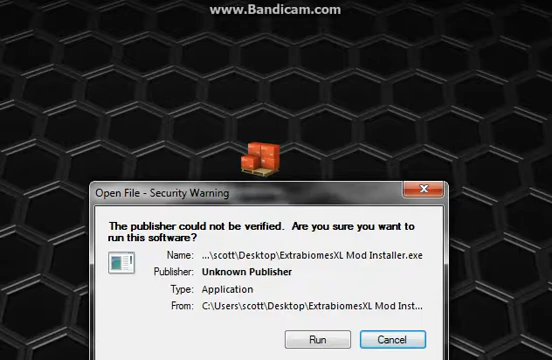 www.Bandicam.com
Open File - Security Warning
The publisher could not be verified. Are you sure you want to
run this software?
Name: ...\scott\Desktop\ExtrabiomesXL Mod Installer.exe
Publisher: Unknown Publisher
Type: Application
From: C:\Users\scott\Desktop\ExtrabiomesXL Mod Inst...
Run Cancel